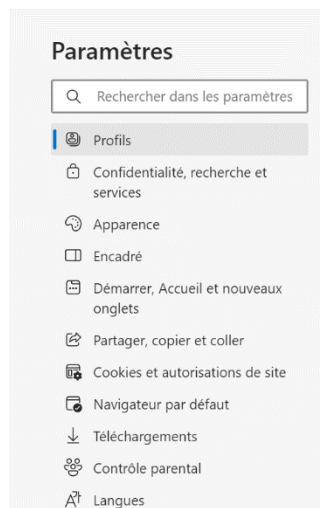 Paramètres
Rechercher dans les paramètres
Profils
Confidentialité, recherche et
services
Apparence
Encadré
Démarrer, Accueil et nouveaux
onglets
Partager, copier et coller
Cookies et autorisations de site
Navigateur par défaut
Téléchargements
Contrôle parental
Langues